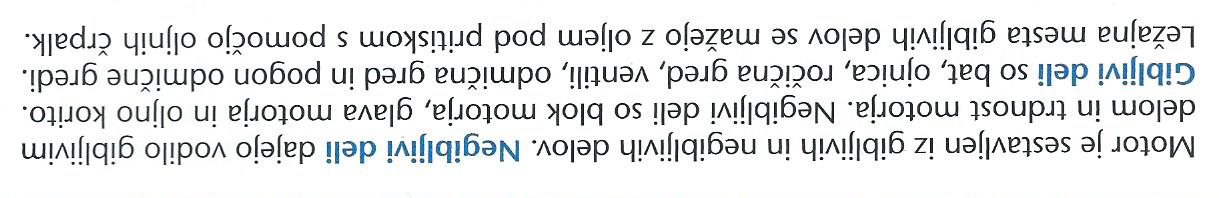 Motor je sestavljen iz gibljivih in negibljivih delov. Negibljivi deli dajejo vodilo gibljivim
delom in trdnost motorja. Negibljivi deli so blok motorja, glava motorja in oljno korito.
Gibljivi deli so bat, ojnica, ročična gred, ventili, odmična gred in pogon odmične gredi.
Ležajna mesta gibljivih delov se mažejo z oljem pod pritiskom s pomočjo oljnih črpalk.